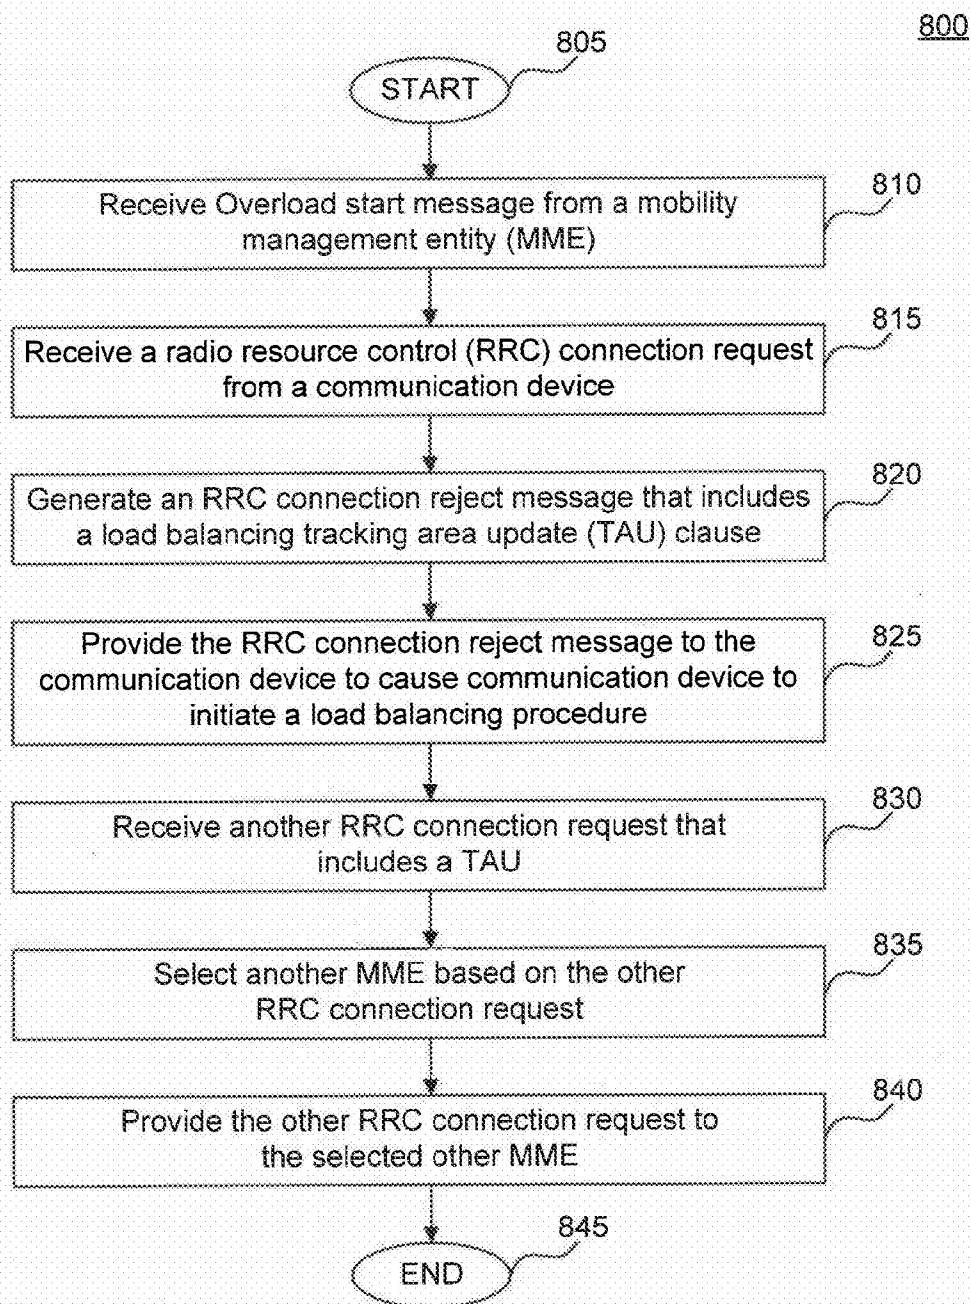 800
805
START
810
Receive Overload start message from a mobility
management entity (MME)
815
Receive a radio resource control (RRC) connection request
from a communication device
820
Generate an RRC connection reject message that includes
a load balancing tracking area update (TAU) clause
825
Provide the RRC connection reject message to the
communication device to cause communication device to
initiate a load balancing procedure
830
Receive another RRC connection request that
includes a TAU
835
Select another MME based on the other
RRC connection request
840
Provide the other RRC connection request to
the selected other MME
845
END